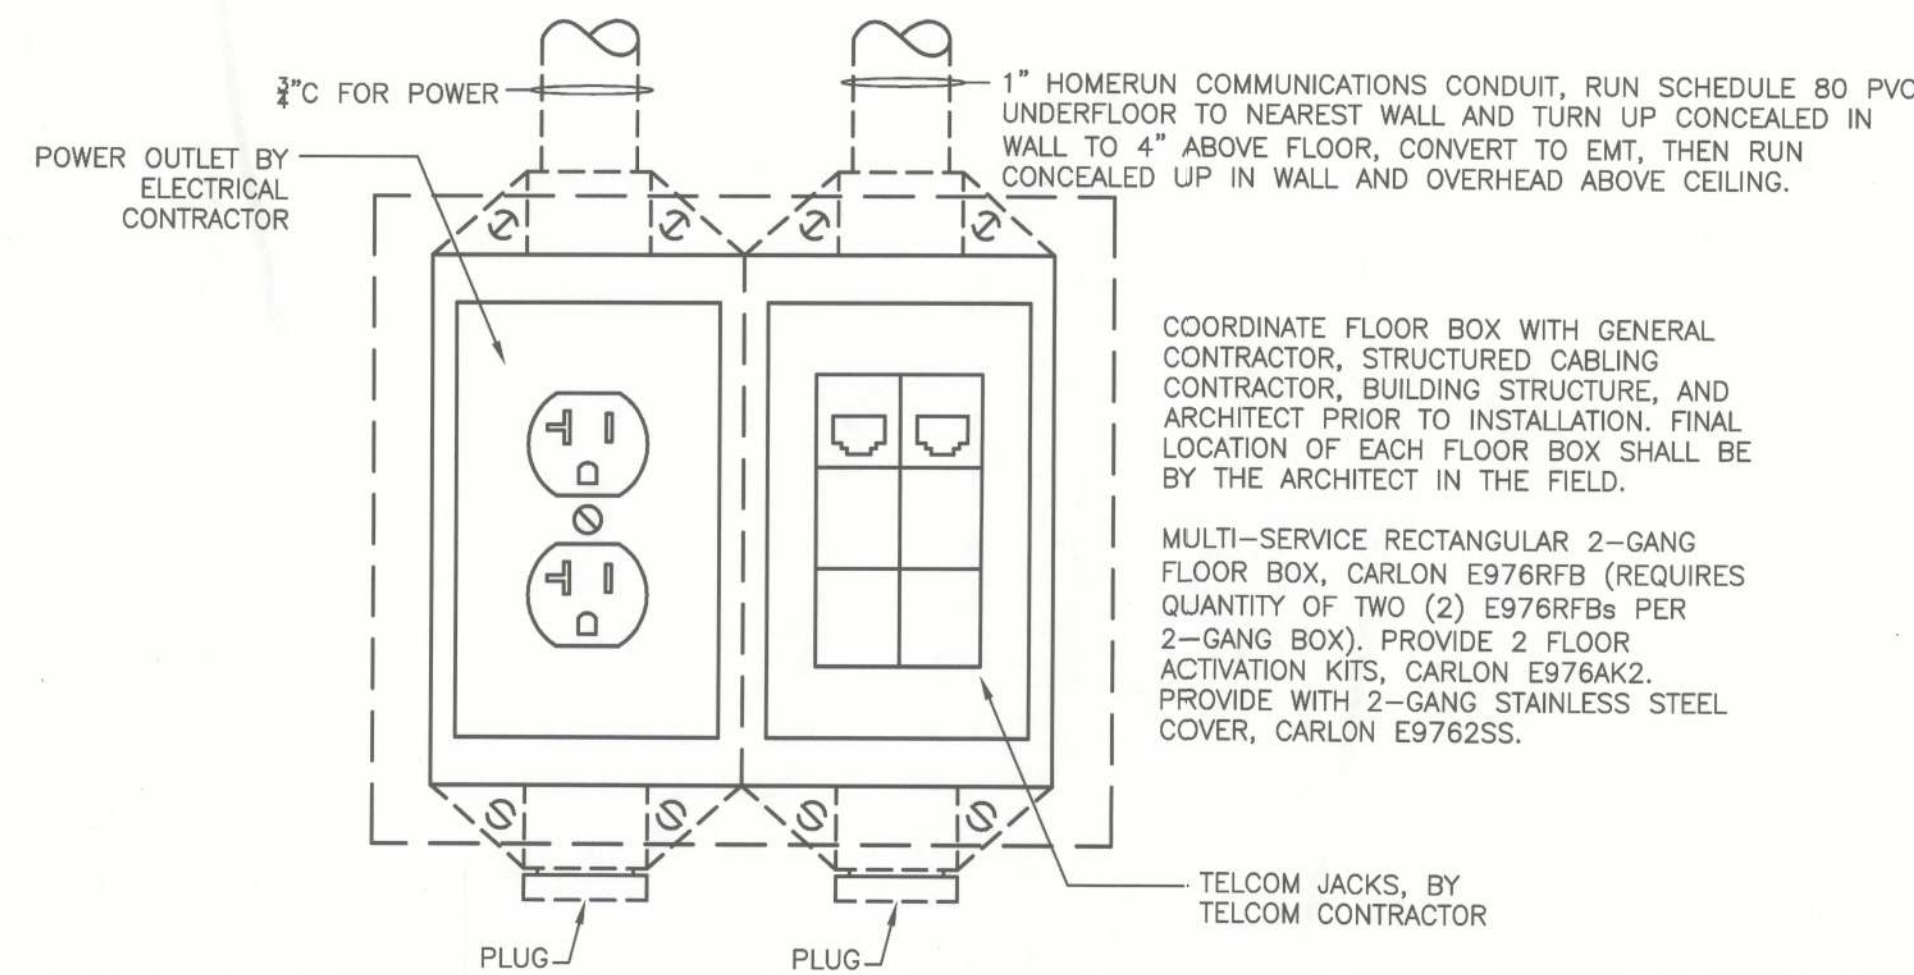 ¾"C FOR POWER
POWER OUTLET BY
ELECTRICAL
CONTRACTOR
1" HOMERUN COMMUNICATIONS CONDUIT, RUN SCHEDULE 80 PVC
UNDERFLOOR TO NEAREST WALL AND TURN UP CONCEALED IN
WALL TO 4" ABOVE FLOOR, CONVERT TO EMT, THEN RUN
CONCEALED UP IN WALL AND OVERHEAD ABOVE CEILING.
COORDINATE FLOOR BOX WITH GENERAL
CONTRACTOR, STRUCTURED CABLING
CONTRACTOR, BUILDING STRUCTURE, AND
ARCHITECT PRIOR TO INSTALLATION. FINAL
LOCATION OF EACH FLOOR BOX SHALL BE
BY THE ARCHITECT IN THE FIELD.
MULTI-SERVICE RECTANGULAR 2-GANG
FLOOR BOX, CARLON E976RFB (REQUIRES
QUANTITY OF TWO (2) E976RFBs PER
2-GANG BOX). PROVIDE 2 FLOOR
ACTIVATION KITS, CARLON E976AK2.
PROVIDE WITH 2-GANG STAINLESS STEEL
COVER, CARLON E9762SS.
TELCOM JACKS, BY
TELCOM CONTRACTOR
PLUG
PLUG